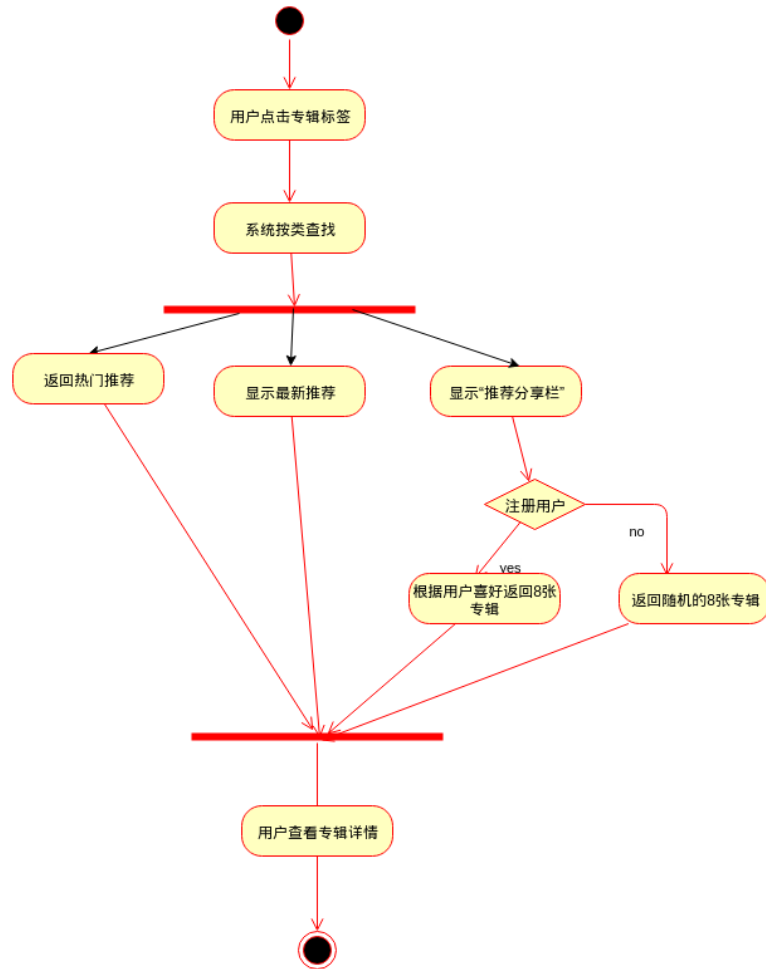 用户点击专辑标签
系统按类查找
返回热门推荐
显示最新推荐
显示“推荐分享栏”
注册用户
no
yes
根据用户喜好返回8张
专辑
返回随机的8张专辑
用户查看专辑详情